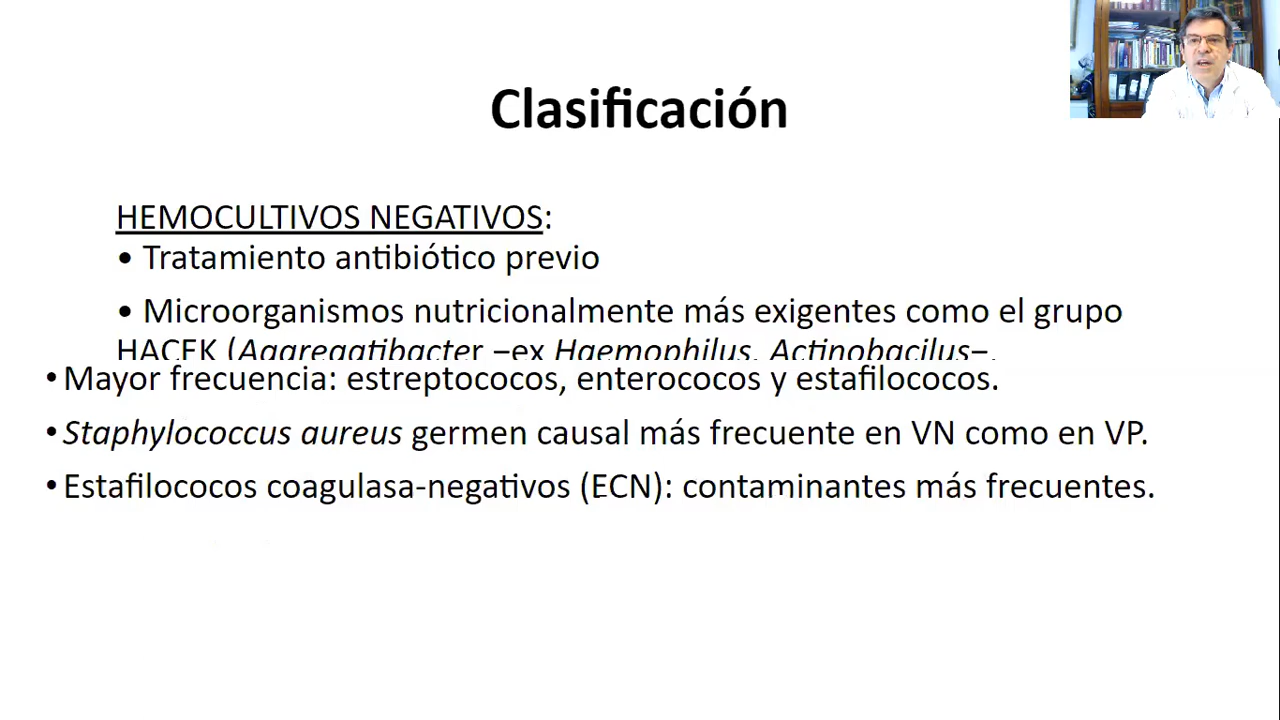 Clasificación
HEMOCULTIVOS NEGATIVOS:
• Tratamiento antibiótico previo
• Microorganismos nutricionalmente más exigentes como el grupo
HACEK (Aggregatibacter −ex Haemophilus, Actinobacilus−,
• Mayor frecuencia: estreptococos, enterococos y estafilococos.
• Staphylococcus aureus germen causal más frecuente en VN como en VP.
• Estafilococos coagulasa-negativos (ECN): contaminantes más frecuentes.